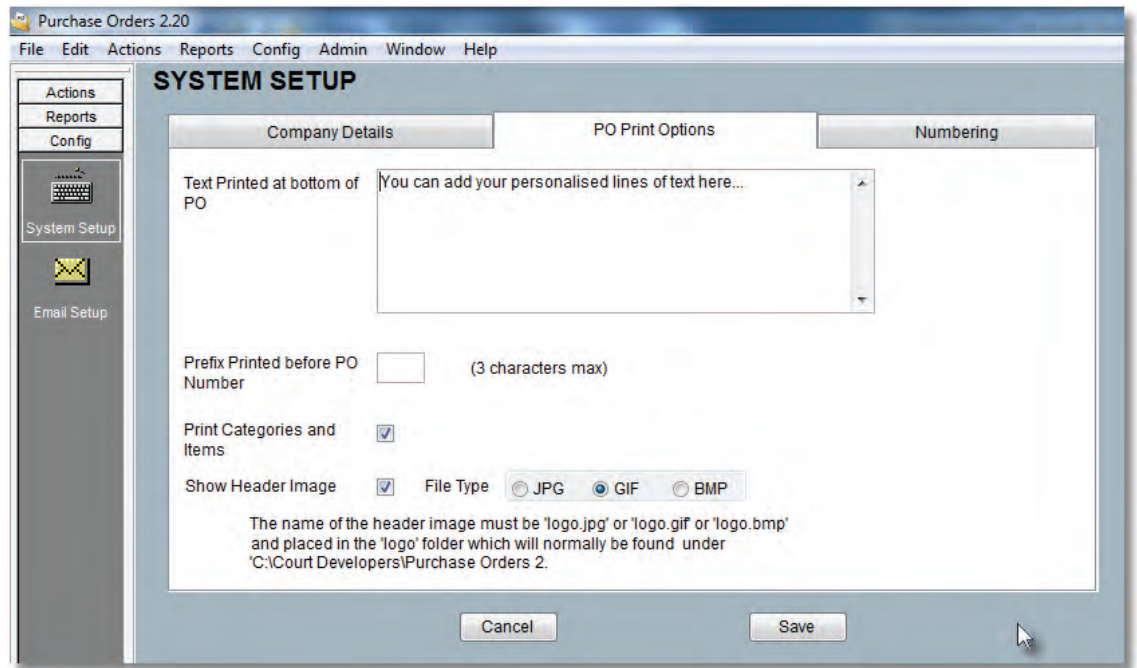 Purchase Orders 2.20
File Edit Actions Reports Config Admin Window Help
SYSTEM SETUP
Actions
Reports
Config
System Setup
Email Setup
Company Details
PO Print Options
Numbering
Text Printed at bottom of
PO
You can add your personalised lines of text here...
Prefix Printed before PO
Number
(3 characters max)
Print Categories and
Items
Show Header Image
File Type
JPG
GIF
BMP
The name of the header image must be 'logo.jpg' or 'logo.gif' or 'logo.bmp'
and placed in the 'logo' folder which will normally be found under
'C:\Court Developers\Purchase Orders 2.
Cancel
Save